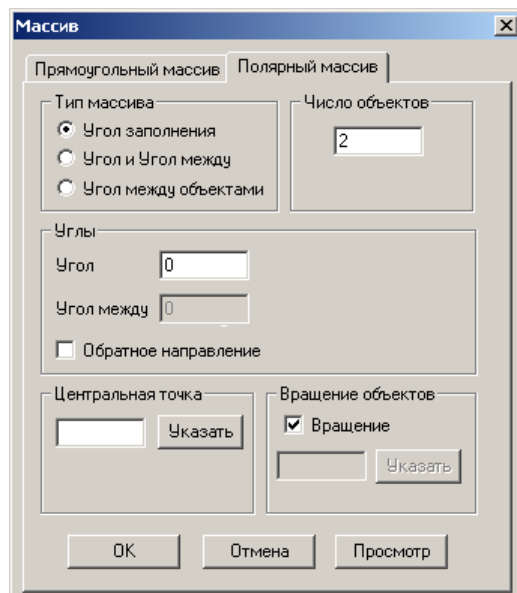 Массив
Прямоугольный массив Полярный массив
Тип массива
Угол заполнения
Угол и Угол между
Угол между объектами
Число объектов
2
Углы
Угол 0
Угол между 0
Обратное направление
Центральная точка
Указать
Вращение объектов
Вращение
Указать
OK Отмена Просмотр